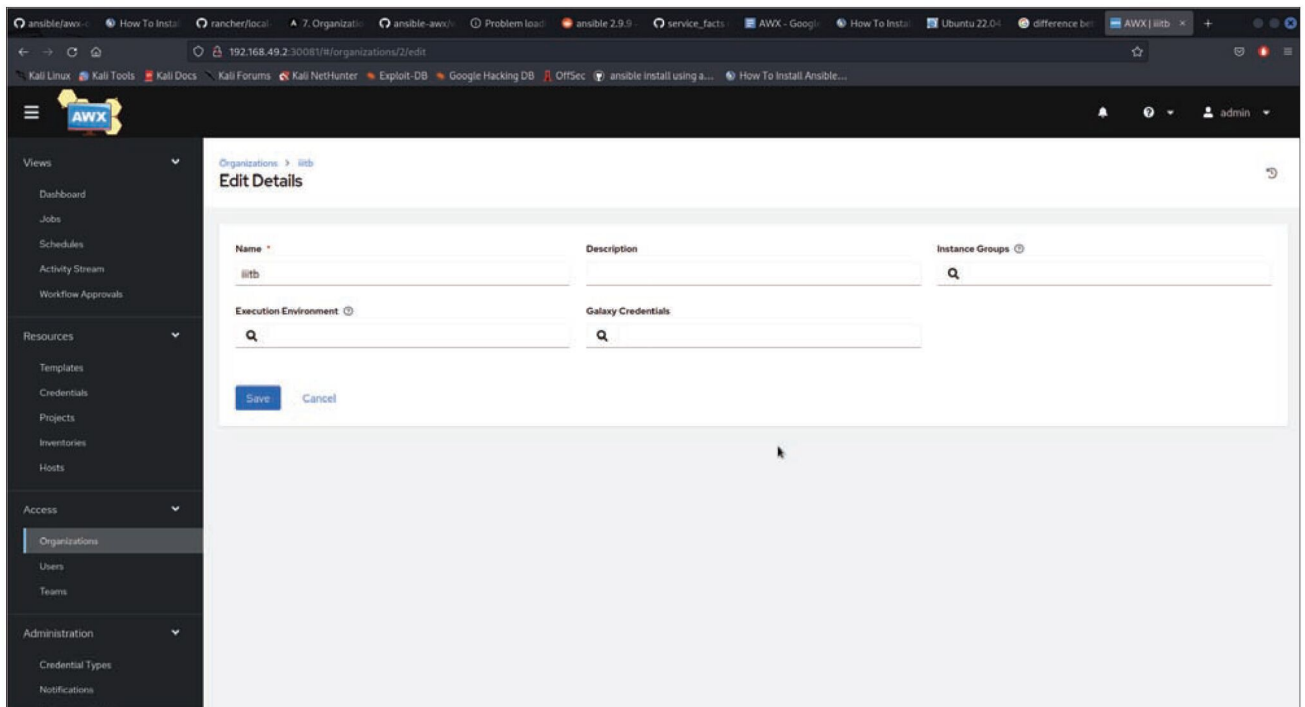 ansible/awx-
How To Instal
rancher/local-
7. Organizatio
ansible-awx/
Problem load
ansible 2.9.9 -
service_facts
AWX - Googl
How To Instal
Ubuntu 22.04
difference bet
AWX | iiitb
192.168.49.2:30081/#/organizations/2/edit
Kali Linux Kali Tools Kali Docs Kali Forums Kali NetHunter Exploit-DB Google Hacking DB OffSec ansible install using a... How To Install Ansible...
AWX
admin
Views
Dashboard
Jobs
Schedules
Activity Stream
Workflow Approvals
Resources
Templates
Credentials
Projects
Inventories
Hosts
Access
Organizations
Users
Teams
Administration
Credential Types
Notifications
Organizations > iiitb
Edit Details
Name *
iiitb
Description
Instance Groups
Execution Environment
Galaxy Credentials
Save
Cancel